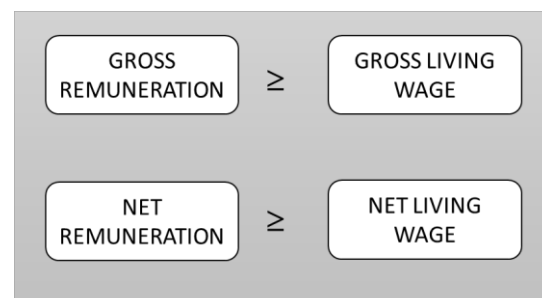 GROSS
REMUNERATION
≥
GROSS LIVING
WAGE
NET
REMUNERATION
≥
NET LIVING
WAGE